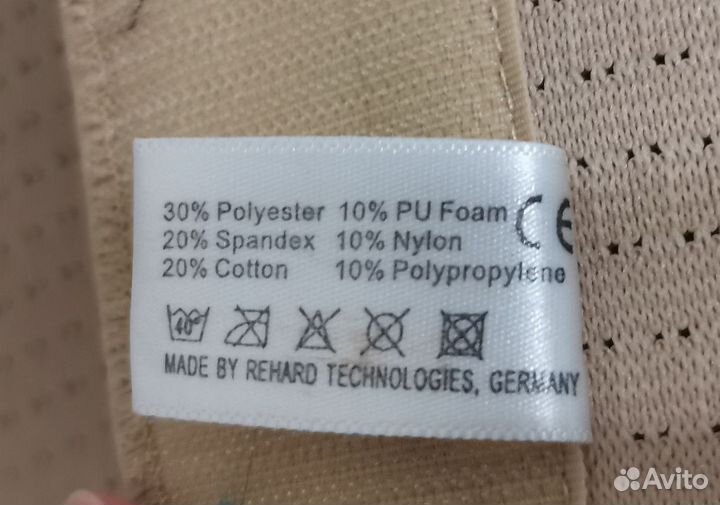 30% Polyester 10% PU Foam CE
20% Spandex 10% Nylon
20% Cotton 10% Polypropylene
40°
MADE BY REHARD TECHNOLOGIES, GERMANY
Avito